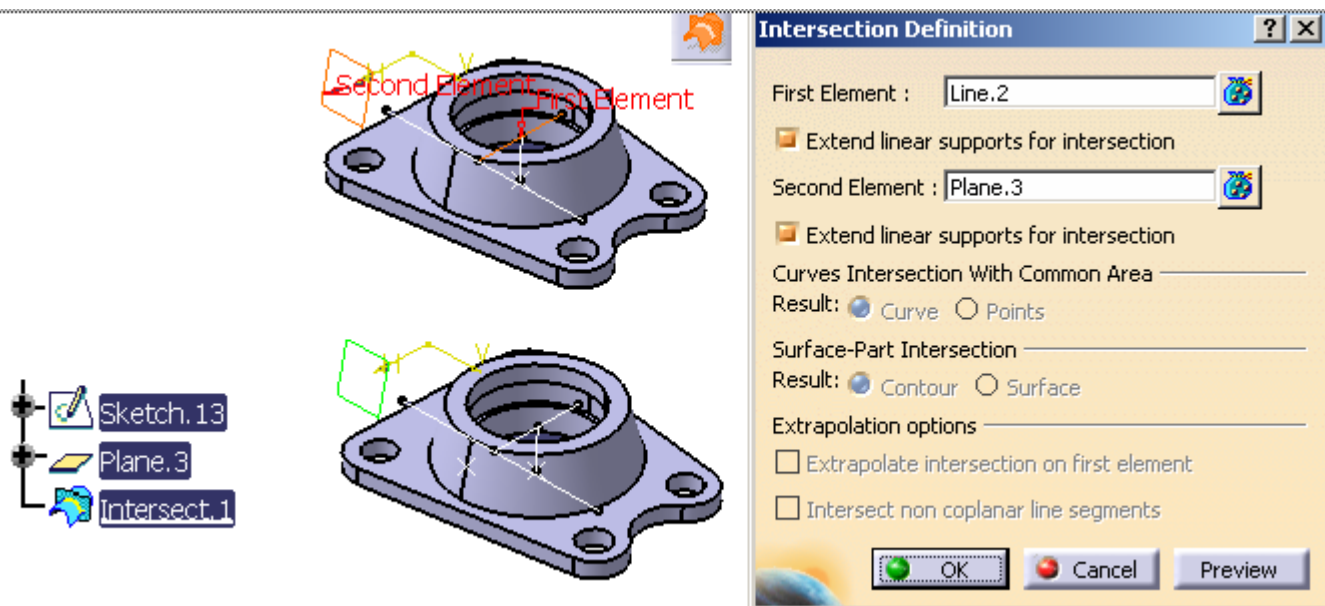 Intersection Definition
Second Element
First Element
H
V
First Element : Line.2
Extend linear supports for intersection
Second Element : Plane.3
Extend linear supports for intersection
Curves Intersection With Common Area
Result: Curve Points
Surface-Part Intersection
Result: Contour Surface
Extrapolation options
Extrapolate intersection on first element
Intersect non coplanar line segments
OK Cancel Preview
H
V
Sketch.13
Plane.3
Intersect.1